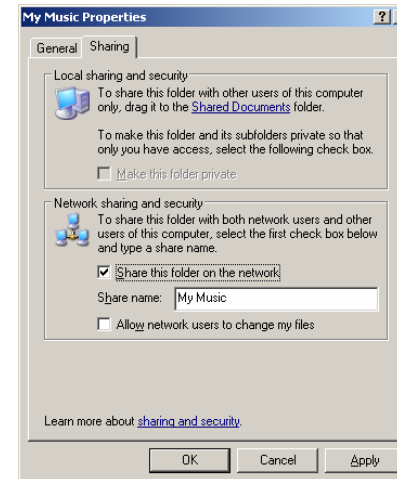 My Music Properties
?
General Sharing
Local sharing and security
To share this folder with other users of this computer
only, drag it to the Shared Documents folder.
To make this folder and its subfolders private so that
only you have access, select the following check box.
Make this folder private
Network sharing and security
To share this folder with both network users and other
users of this computer, select the first check box below
and type a share name.
Share this folder on the network
Share name: My Music
Allow network users to change my files
Learn more about sharing and security.
OK Cancel Apply